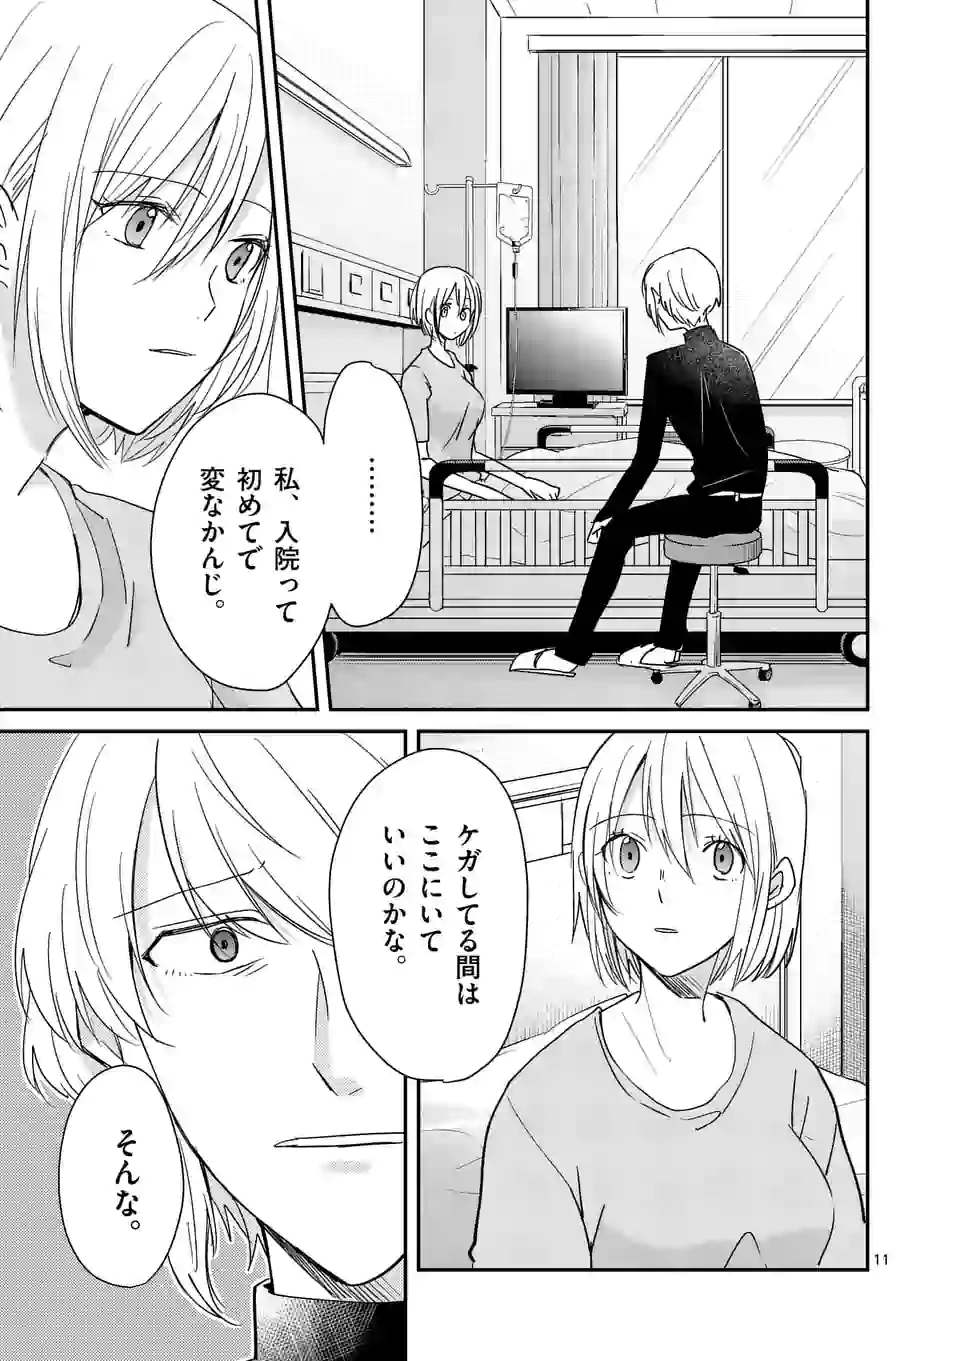 ………
私、入院って
初めてで
変なかんじ。
ケガしてる間は
ここにいて
いいのかな。
そんな。
11